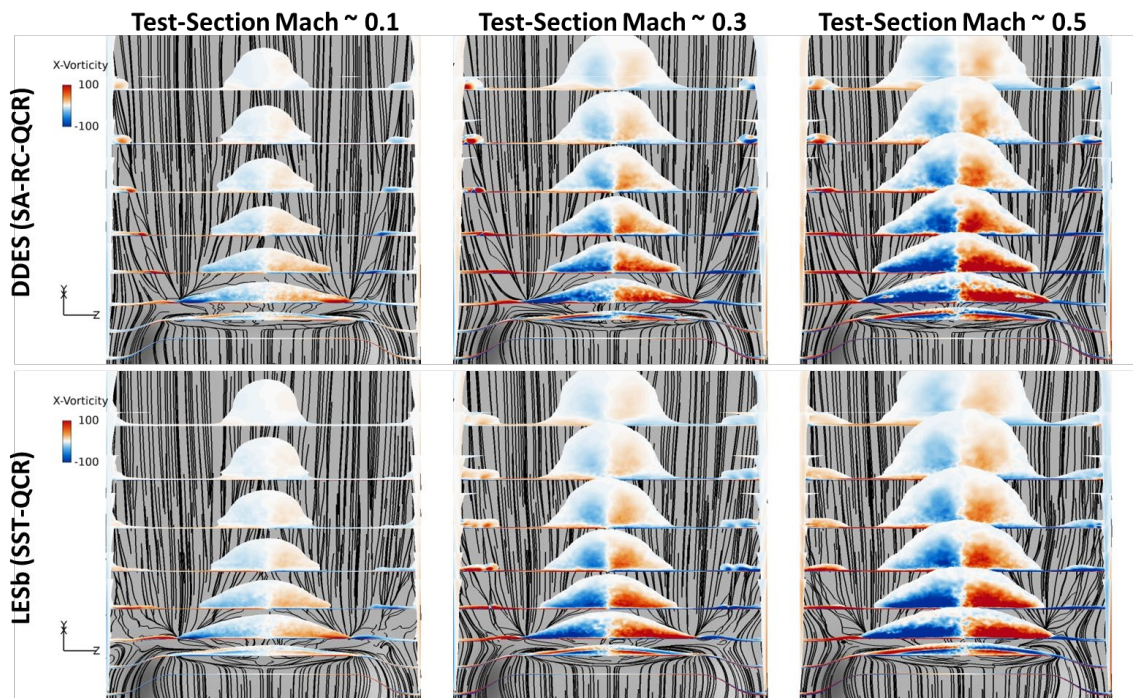 Test-Section Mach ~ 0.1
Test-Section Mach ~ 0.3
Test-Section Mach ~ 0.5
DDES (SA-RC-QCR)
X-Vorticity
100
-100
Y
X
Z
LESb (SST-QCR)
X-Vorticity
100
-100
Y
X
Z